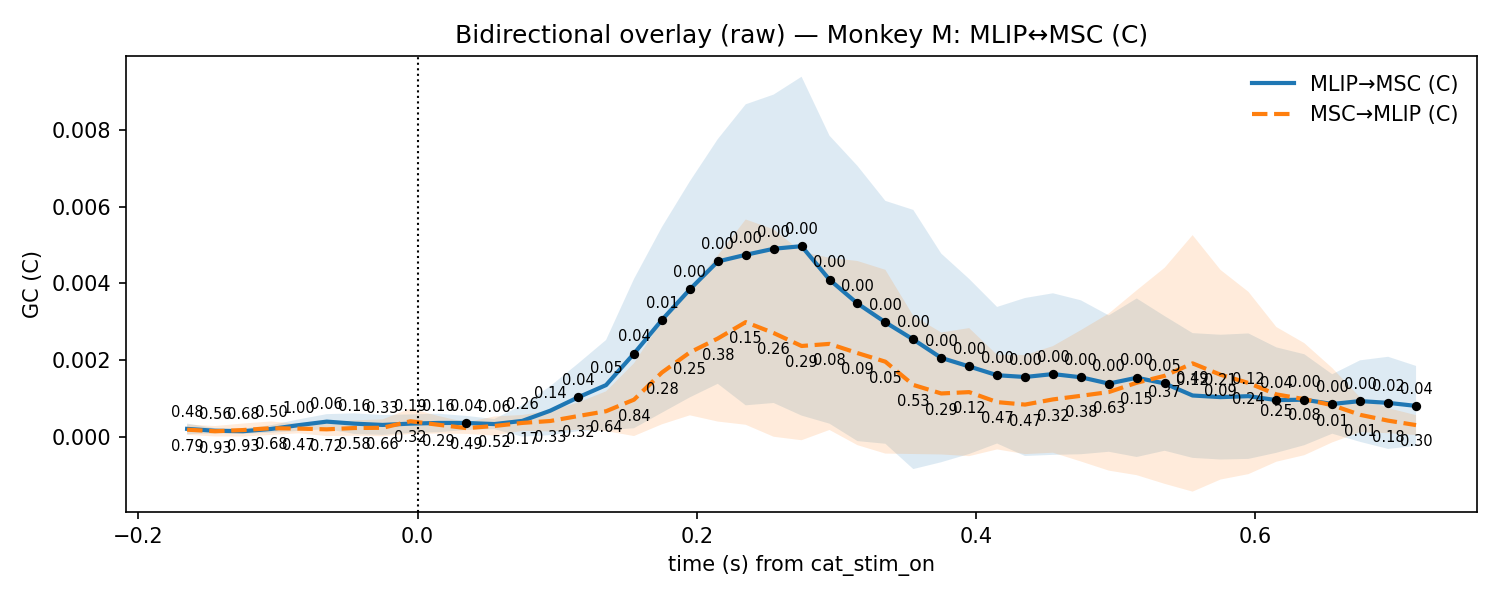 Bidirectional overlay (raw) — Monkey M: MLIP↔MSC (C)
MLIP→MSC (C)
MSC→MLIP (C)
GC (C)
0.008
0.006
0.004
0.002
0.000
0.48 0.56 0.68 0.50 1.00 0.06 0.16 0.33 0.19 0.16 0.04 0.06 0.26 0.14 0.04 0.05 0.04 0.01 0.00 0.00 0.00 0.00 0.00 0.00 0.00 0.00 0.00 0.00 0.00 0.00 0.00 0.00 0.00 0.00 0.00 0.05 0.49 0.21 0.12 0.04 0.00 0.00 0.00 0.02 0.04
0.79 0.93 0.93 0.68 0.47 0.72 0.58 0.66 0.32 0.29 0.49 0.52 0.17 0.33 0.32 0.64 0.84 0.28 0.25 0.38 0.15 0.26 0.29 0.08 0.09 0.05 0.53 0.29 0.12 0.47 0.47 0.32 0.38 0.63 0.15 0.37 0.09 0.24 0.25 0.08 0.01 0.01 0.18 0.30
−0.2 0.0 0.2 0.4 0.6
time (s) from cat_stim_on